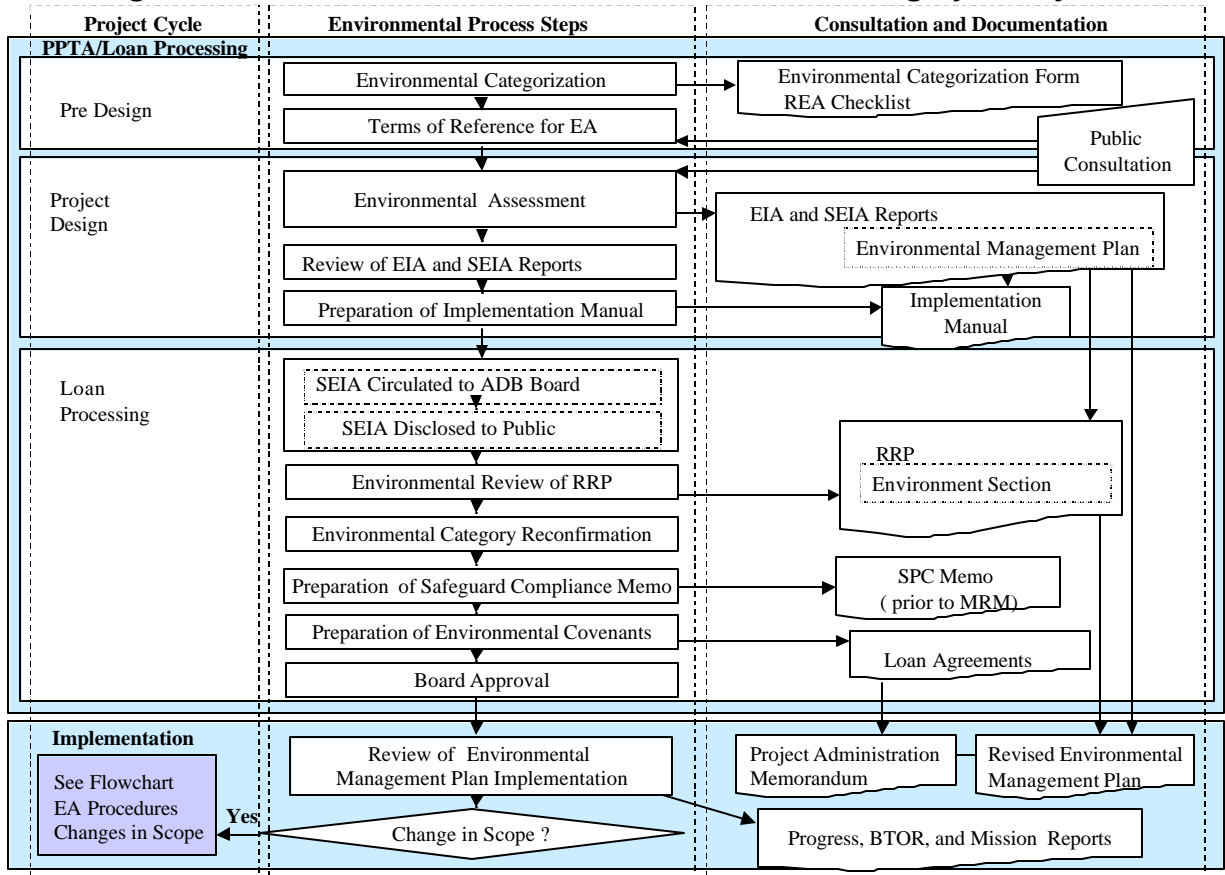 Project Cycle
Environmental Process Steps
Consultation and Documentation
PPTA/Loan Processing
Pre Design
Environmental Categorization
Environmental Categorization Form
REA Checklist
Terms of Reference for EA
Public
Consultation
Project
Design
Environmental Assessment
EIA and SEIA Reports
Environmental Management Plan
Review of EIA and SEIA Reports
Preparation of Implementation Manual
Implementation
Manual
Loan
Processing
SEIA Circulated to ADB Board
SEIA Disclosed to Public
Environmental Review of RRP
RRP
Environment Section
Environmental Category Reconfirmation
Preparation of Safeguard Compliance Memo
SPC Memo
( prior to MRM)
Preparation of Environmental Covenants
Loan Agreements
Board Approval
Implementation
Review of Environmental
Management Plan Implementation
Project Administration
Memorandum
Revised Environmental
Management Plan
See Flowchart
EA Procedures
Changes in Scope
Yes
Change in Scope ?
Progress, BTOR, and Mission Reports